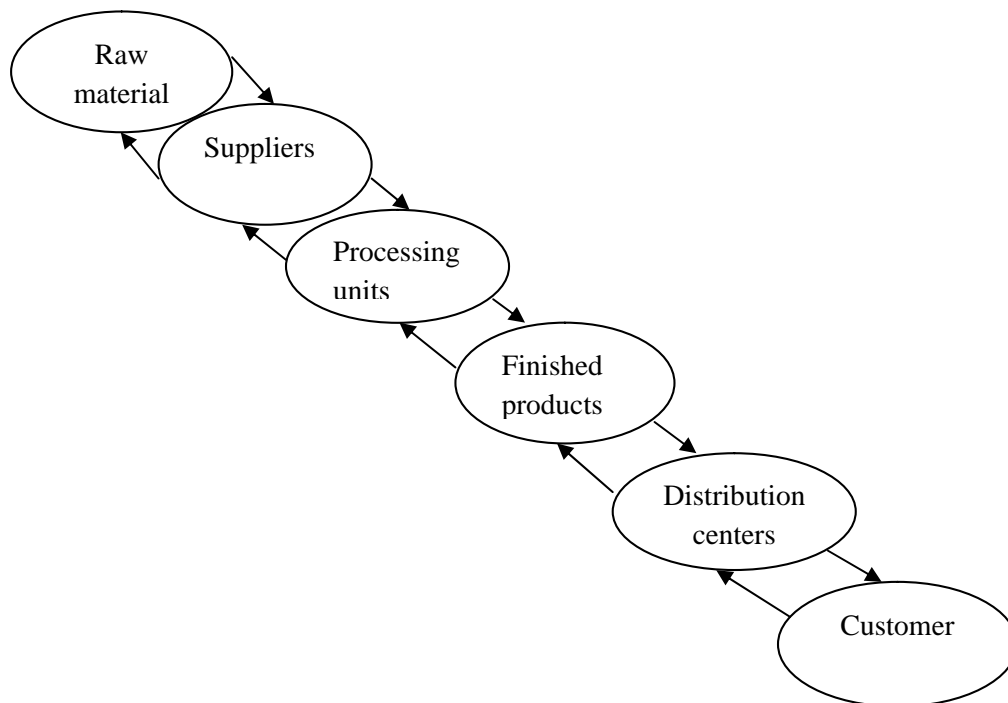 Raw
material
Suppliers
Processing
units
Finished
products
Distribution
centers
Customer